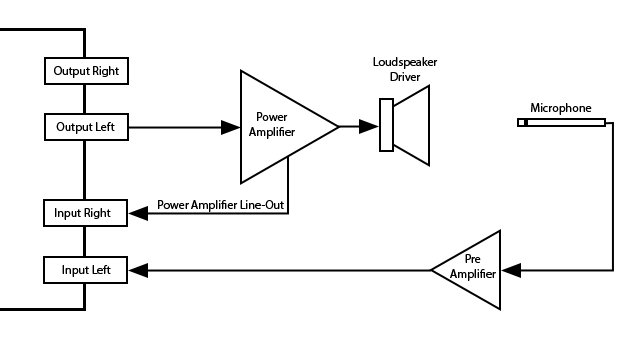 Output Right
Output Left
Input Right
Input Left
Power
Amplifier
Power Amplifier Line-Out
Loudspeaker
Driver
Microphone
Pre
Amplifier